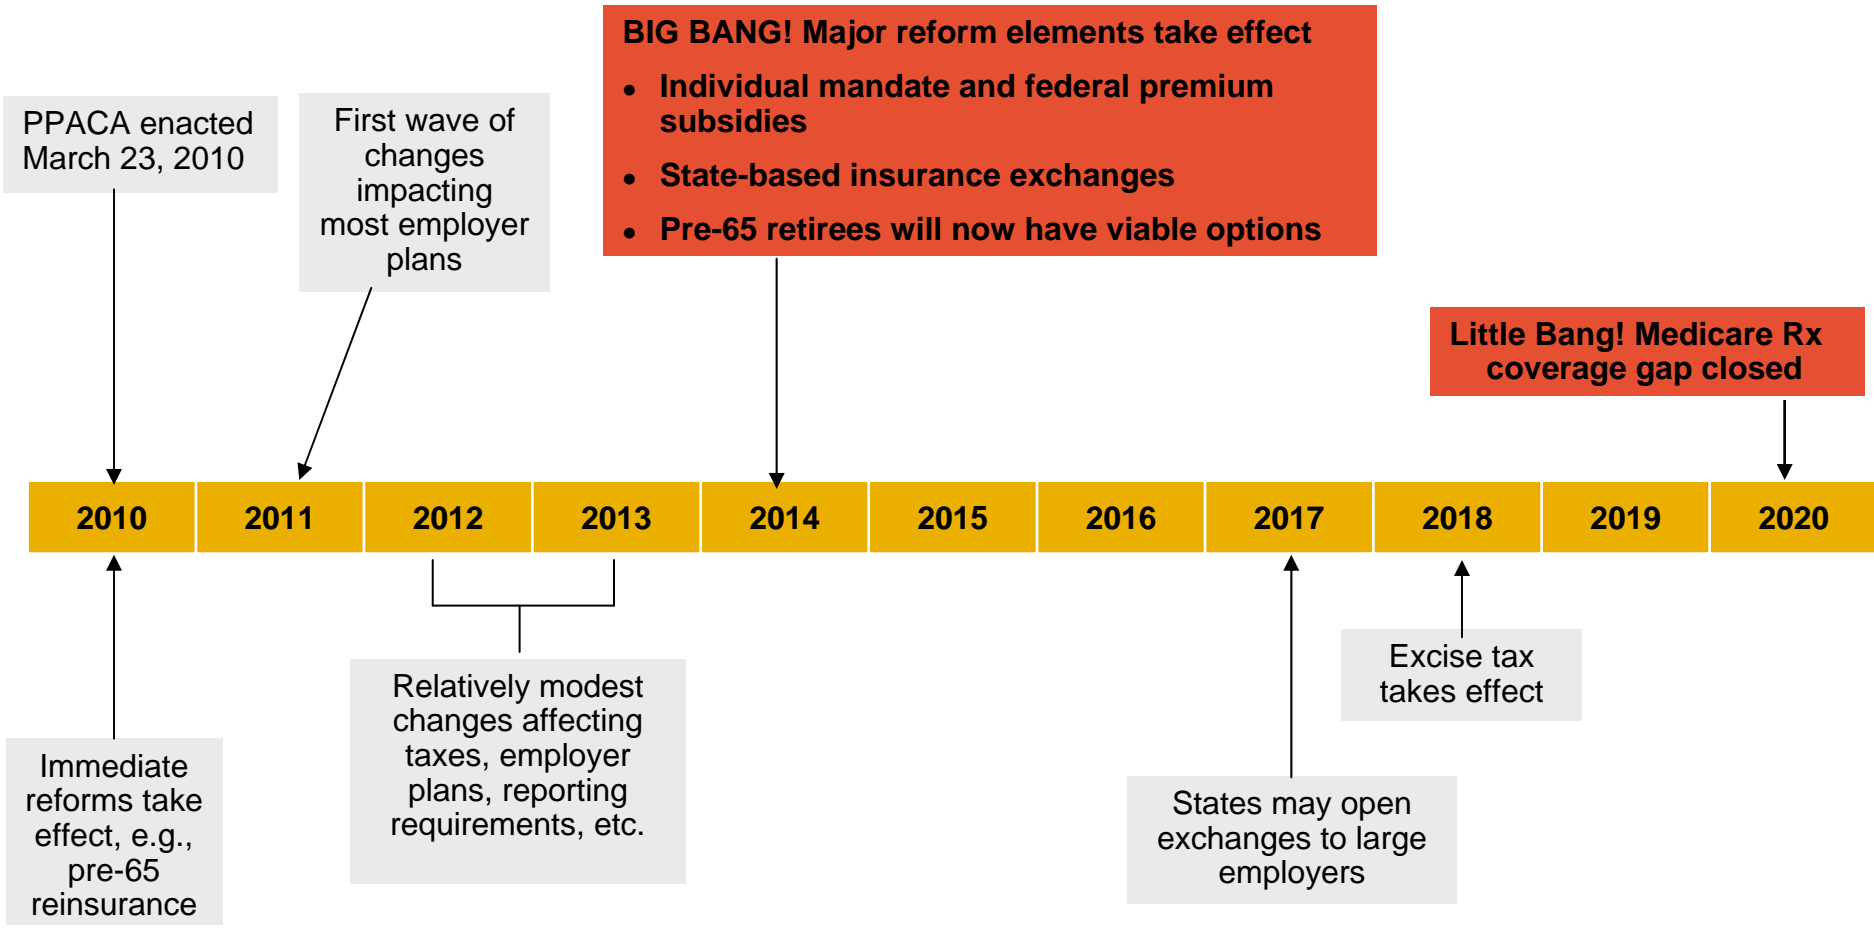 BIG BANG! Major reform elements take effect
● Individual mandate and federal premium
subsidies
● State-based insurance exchanges
● Pre-65 retirees will now have viable options
PPACA enacted
March 23, 2010
First wave of
changes
impacting
most employer
plans
Little Bang! Medicare Rx
coverage gap closed
2010 2011 2012 2013 2014 2015 2016 2017 2018 2019 2020
Immediate
reforms take
effect, e.g.,
pre-65
reinsurance
Relatively modest
changes affecting
taxes, employer
plans, reporting
requirements, etc.
States may open
exchanges to large
employers
Excise tax
takes effect